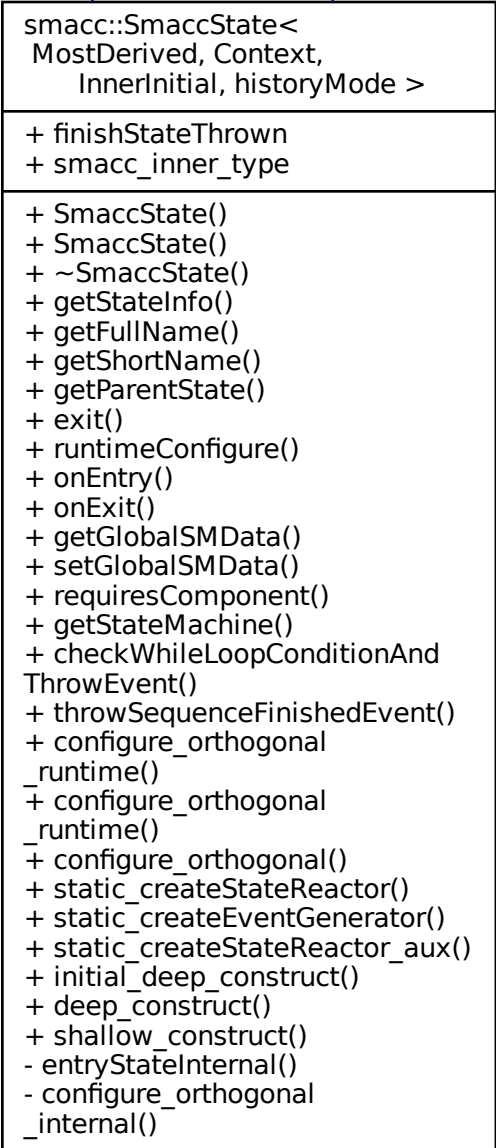 smacc::SmaccState<
MostDerived, Context,
InnerInitial, historyMode >
+ finishStateThrown
+ smacc_inner_type
+ SmaccState()
+ SmaccState()
+ ~SmaccState()
+ getStateInfo()
+ getFullName()
+ getShortName()
+ getParentState()
+ exit()
+ runtimeConfigure()
+ onEntry()
+ onExit()
+ getGlobalSMData()
+ setGlobalSMData()
+ requiresComponent()
+ getStateMachine()
+ checkWhileLoopConditionAnd
ThrowEvent()
+ throwSequenceFinishedEvent()
+ configure_orthogonal
_runtime()
+ configure_orthogonal
_runtime()
+ configure_orthogonal()
+ static_createStateReactor()
+ static_createEventGenerator()
+ static_createStateReactor_aux()
+ initial_deep_construct()
+ deep_construct()
+ shallow_construct()
- entryStateInternal()
- configure_orthogonal
_internal()